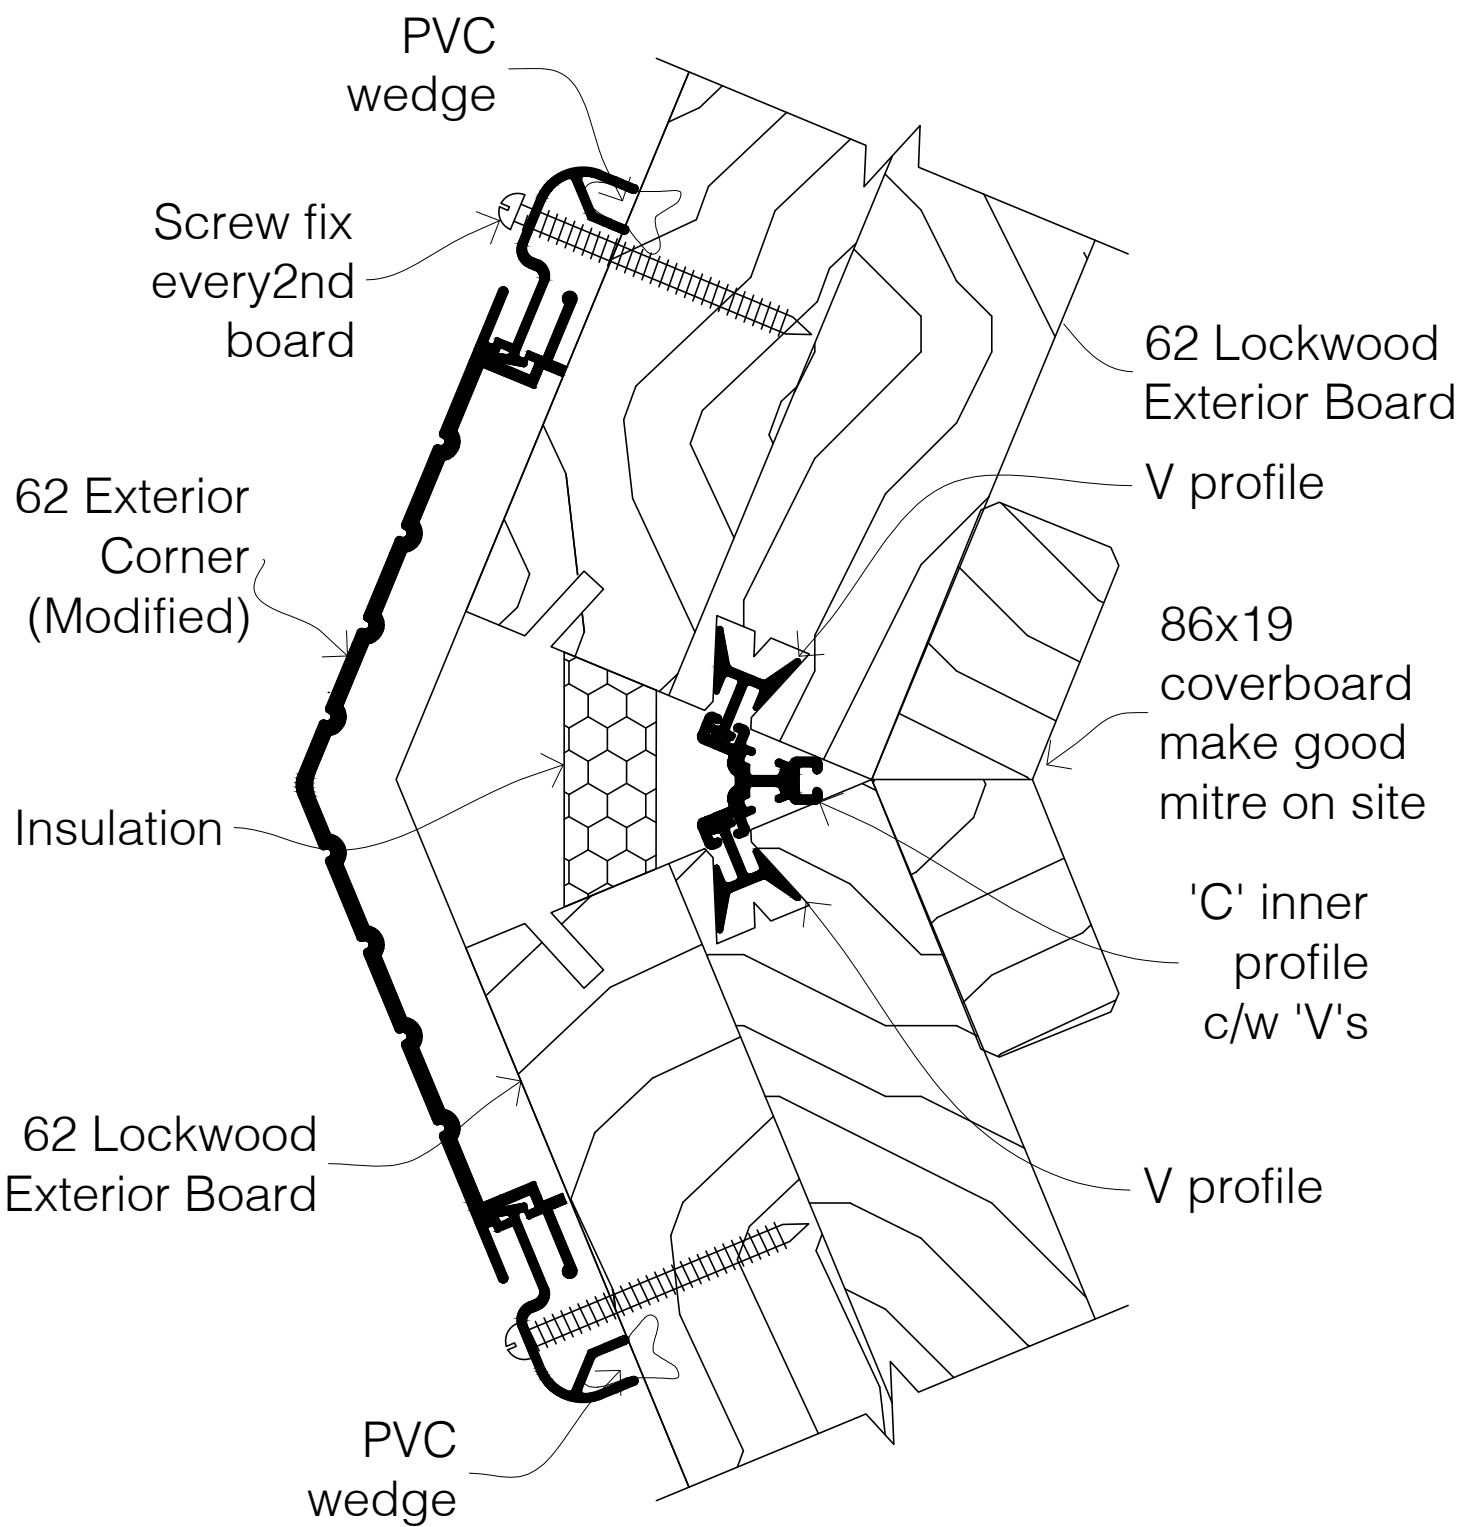 PVC
wedge
Screw fix
every2nd
board
62 Lockwood
Exterior Board
V profile
62 Exterior
Corner
(Modified)
86x19
coverboard
make good
mitre on site
Insulation
'C' inner
profile
c/w 'V's
62 Lockwood
Exterior Board
V profile
PVC
wedge